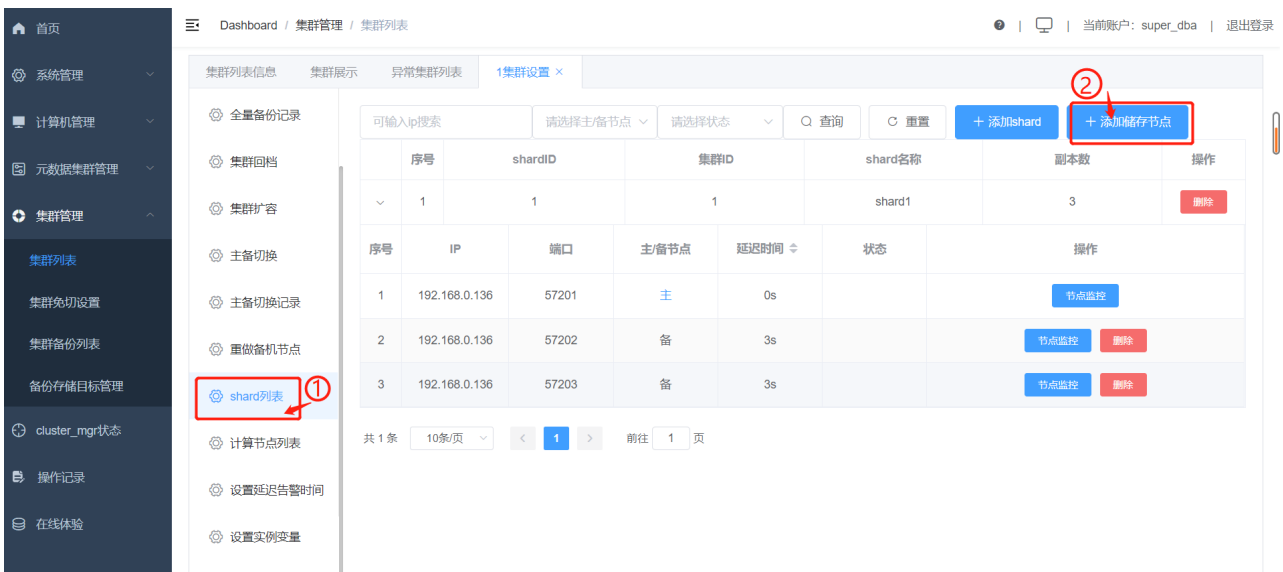 首页
系统管理
计算机管理
元数据集群管理
集群管理
集群列表
集群免切设置
集群备份列表
备份存储目标管理
cluster_mgr状态
操作记录
在线体验
Dashboard / 集群管理 / 集群列表
| | 当前账户: super_dba | 退出登录
集群列表信息 集群展示 异常集群列表 1集群设置 ×
全量备份记录
集群回档
集群扩容
主备切换
主备切换记录
重做备机节点
shard列表 ①
计算节点列表
设置延迟告警时间
设置实例变量
②
可输入ip搜索 请选择主/备节点 请选择状态 查询 重置 + 添加shard + 添加储存节点
序号 shardID 集群ID shard名称 副本数 操作
1 1 1 shard1 3 删除
序号 IP 端口 主/备节点 延迟时间 状态 操作
1 192.168.0.136 57201 主 0s 节点监控
2 192.168.0.136 57202 备 3s 节点监控 删除
3 192.168.0.136 57203 备 3s 节点监控 删除
共 1 条 10条/页 < 1 > 前往 1 页